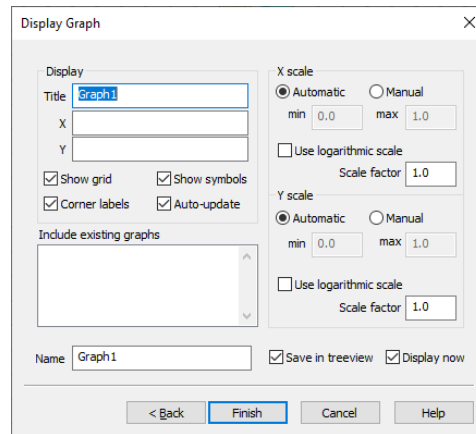 Display Graph
Display
Title Graph1
X
Y
Show grid Show symbols
Corner labels Auto-update
Include existing graphs
X scale
Automatic Manual
min 0.0 max 1.0
Use logarithmic scale
Scale factor 1.0
Y scale
Automatic Manual
min 0.0 max 1.0
Use logarithmic scale
Scale factor 1.0
Name Graph1
Save in treeview Display now
< Back Finish Cancel Help